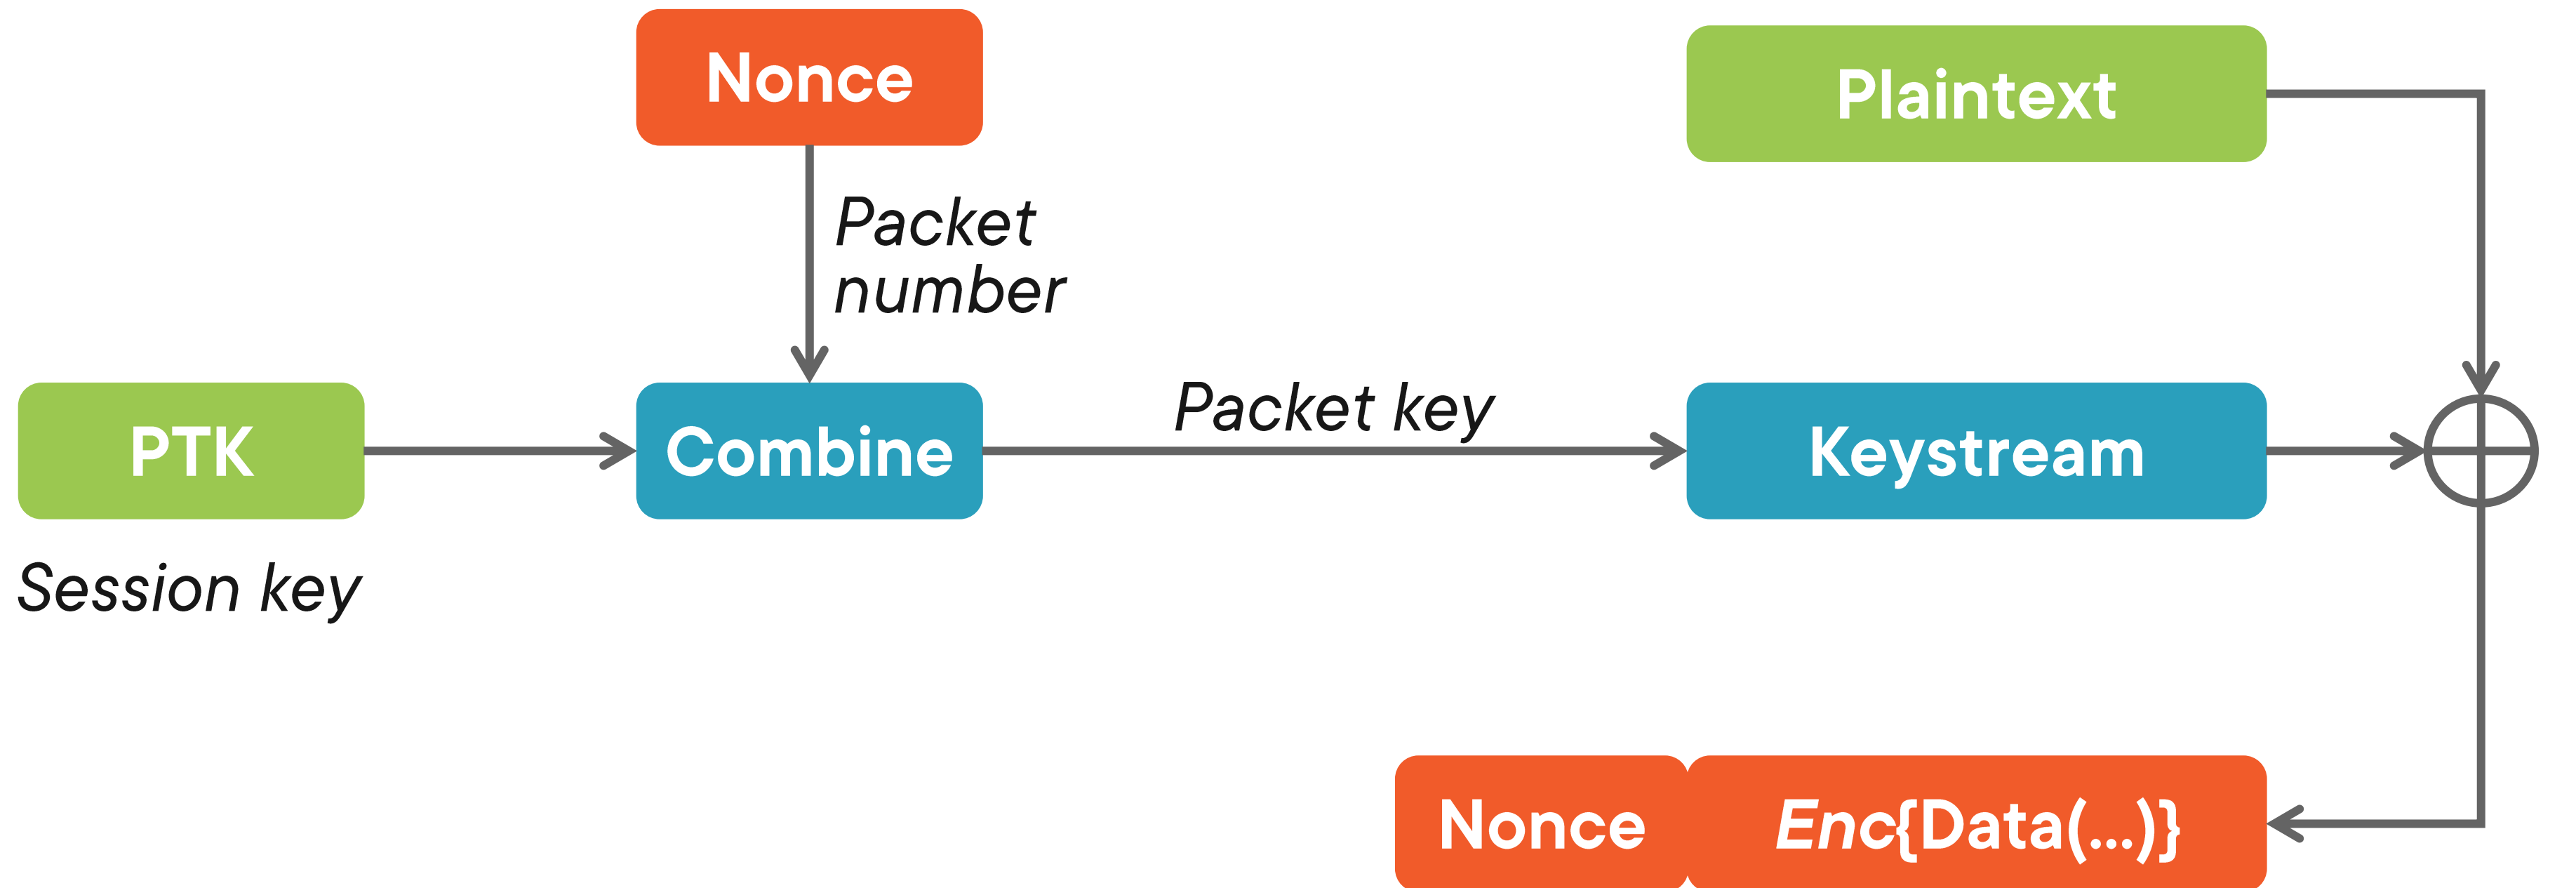 Nonce
Plaintext
Packet
number
PTK
Combine
Packet key
Keystream
Session key
Nonce
Enc{Data(...)}